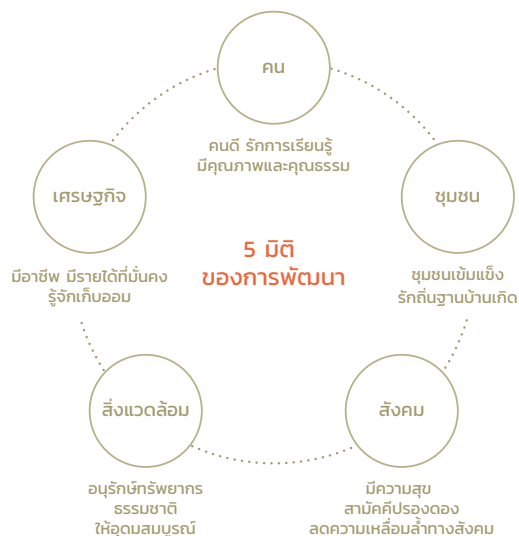 คน
คนดี รักการเรียนรู้
มีคุณภาพและคุณธรรม
ชุมชน
ชุมชนเข้มแข็ง
รักถิ่นฐานบ้านเกิด
สังคม
มีความสุข
สามัคคีปรองดอง
ลดความเหลื่อมล้ำทางสังคม
สิ่งแวดล้อม
อนุรักษ์ทรัพยากร
ธรรมชาติ
ให้อุดมสมบูรณ์
เศรษฐกิจ
มีอาชีพ มีรายได้ที่มั่นคง
รู้จักเก็บออม
5 มิติ
ของการพัฒนา